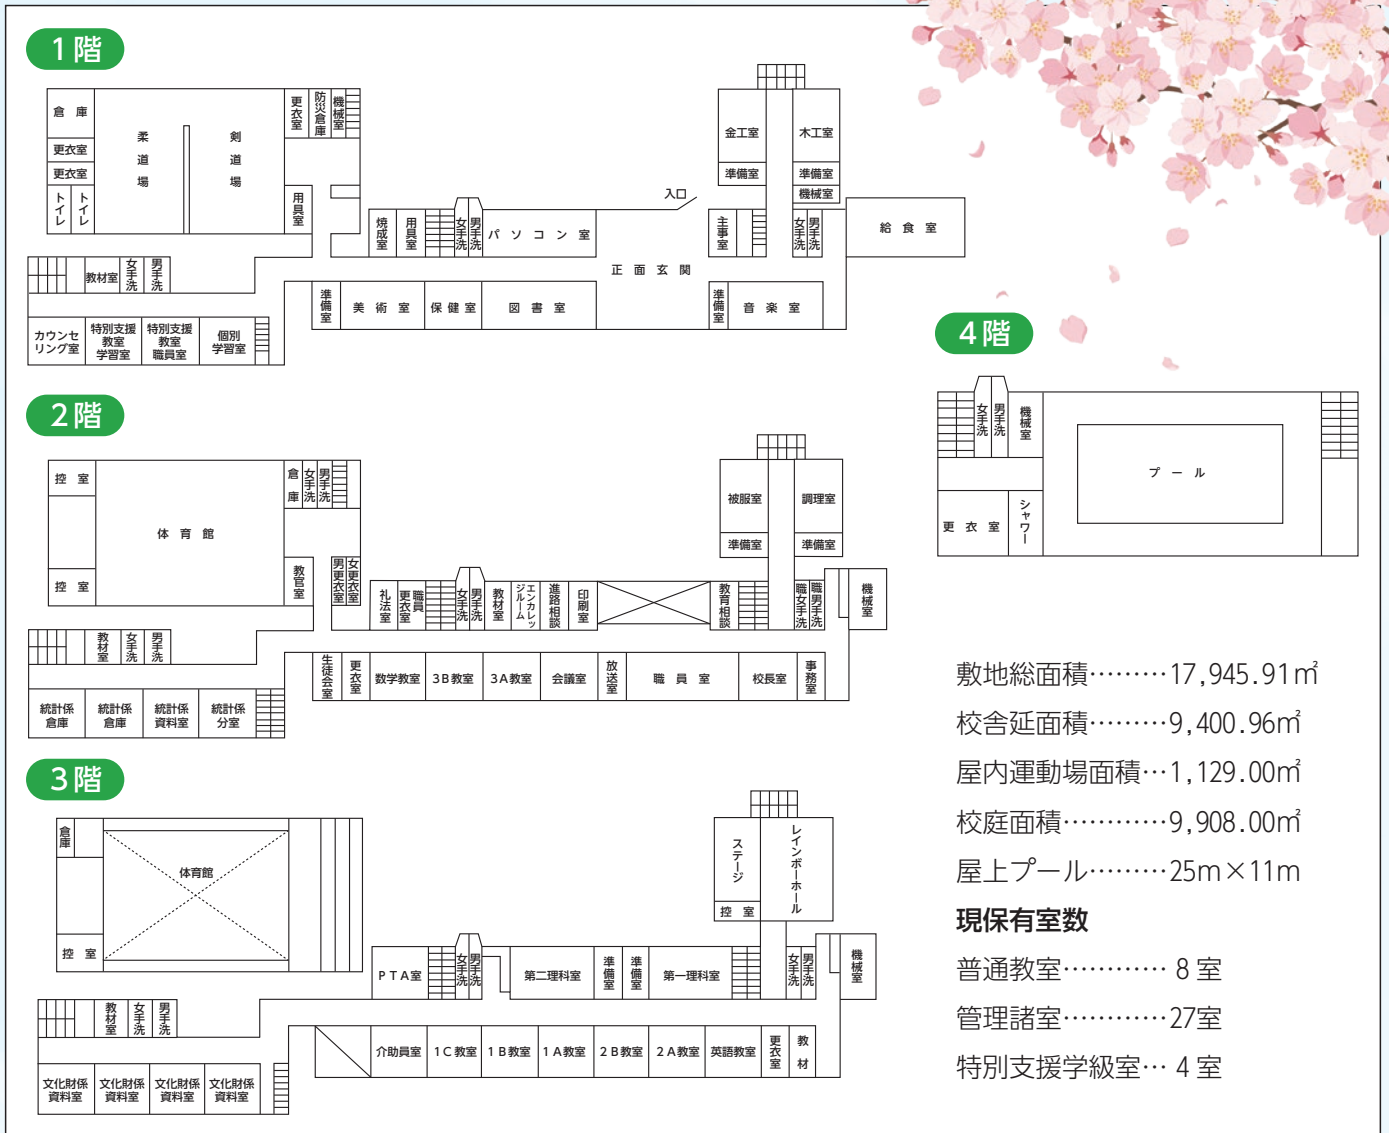 1階
倉庫
柔道場
剣道場
更衣室
防災倉庫
機械室
更衣室
更衣室
トイレ
トイレ
用具室
金工室
木工室
準備室
準備室
機械室
入口
焼成室
用具室
女手洗
男手洗
パソコン室
主事室
女手洗
男手洗
給食室
正面玄関
教材室
女手洗
男手洗
準備室
美術室
保健室
図書室
準備室
音楽室
カウンセ
リング室
特別支援
教室
学習室
特別支援
教室
職員室
個別
学習室
2階
控室
体育館
倉庫
女手洗
男手洗
控室
教官室
男更衣室
女更衣室
被服室
調理室
準備室
準備室
礼法室
職員
更衣室
女手洗
男手洗
教材室
エンカレッ
ジルーム
進路相談
印刷室
教育相談
職女手洗
職男手洗
機械室
教材室
女手洗
男手洗
生徒会室
更衣室
数学教室
3B教室
3A教室
会議室
放送室
職員室
校長室
事務室
統計係
倉庫
統計係
倉庫
統計係
資料室
統計係
分室
3階
倉庫
体育館
控室
ステージ
レインボーホール
控室
PTA室
女手洗
男手洗
第二理科室
準備室
準備室
第一理科室
女手洗
男手洗
機械室
教材室
女手洗
男手洗
介助員室
1C教室
1B教室
1A教室
2B教室
2A教室
英語教室
更衣室
教材
文化財係
資料室
文化財係
資料室
文化財係
資料室
文化財係
資料室
4階
女手洗
男手洗
機械室
プール
更衣室
シャワー
敷地総面積………17,945.91㎡
校舎延面積………9,400.96㎡
屋内運動場面積…1,129.00㎡
校庭面積…………9,908.00㎡
屋上プール………25m×11m
現保有室数
普通教室………… 8室
管理諸室…………27室
特別支援学級室… 4室